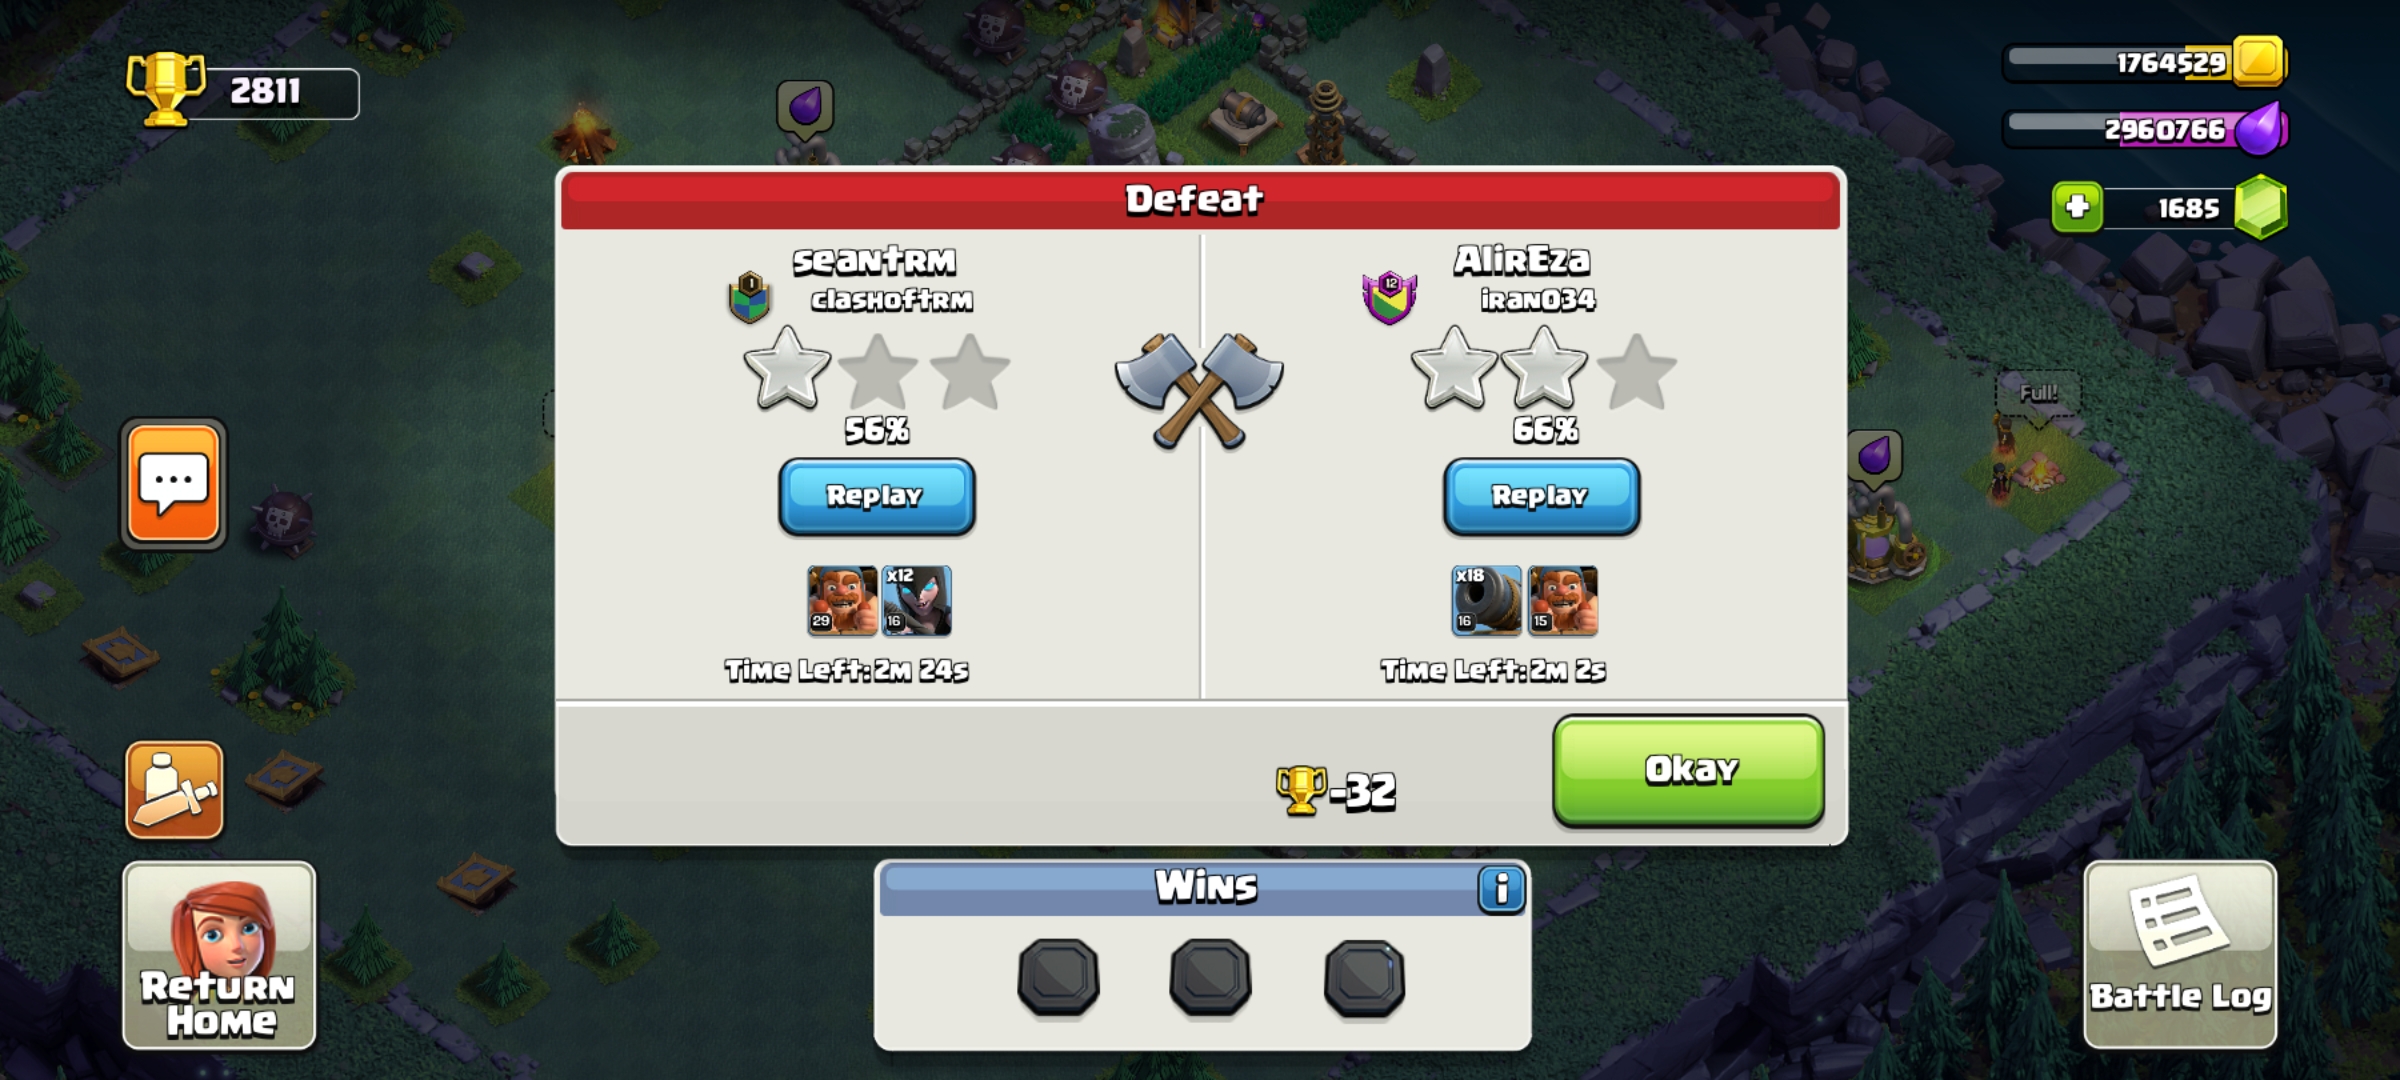 2811
1764529
2960766
1685
Defeat
seantrm
clashoftrm
1
56%
Replay
29
x12
16
Time Left:2m 24s
AlirEza
iran034
12
66%
Replay
x18
16
15
Time Left:2m 2s
Full!
-32
Okay
Wins
i
Return
Home
Battle Log